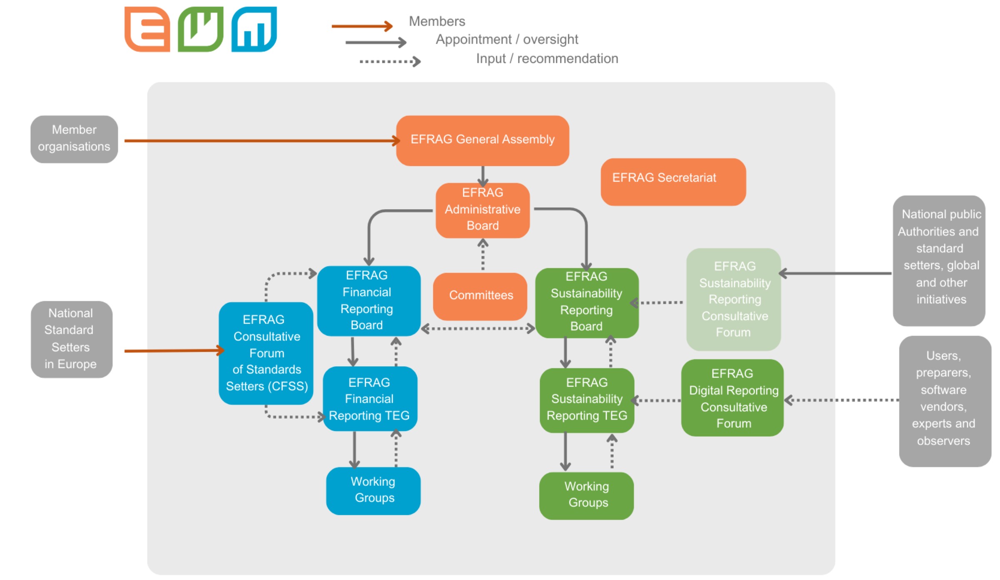 Members
Appointment / oversight
Input / recommendation
Member
organisations
EFRAG General Assembly
EFRAG Secretariat
EFRAG
Administrative
Board
National public
Authorities and
standard
setters, global
and other
initiatives
EFRAG
Financial
Reporting
Board
Committees
EFRAG
Sustainability
Reporting
Board
EFRAG
Sustainability
Reporting
Consultative
Forum
National
Standard
Setters
in Europe
EFRAG
Consultative
Forum
of Standards
Setters (CFSS)
EFRAG
Financial
Reporting TEG
EFRAG
Sustainability
Reporting TEG
EFRAG
Digital Reporting
Consultative
Forum
Users,
preparers,
software
vendors,
experts and
observers
Working
Groups
Working
Groups